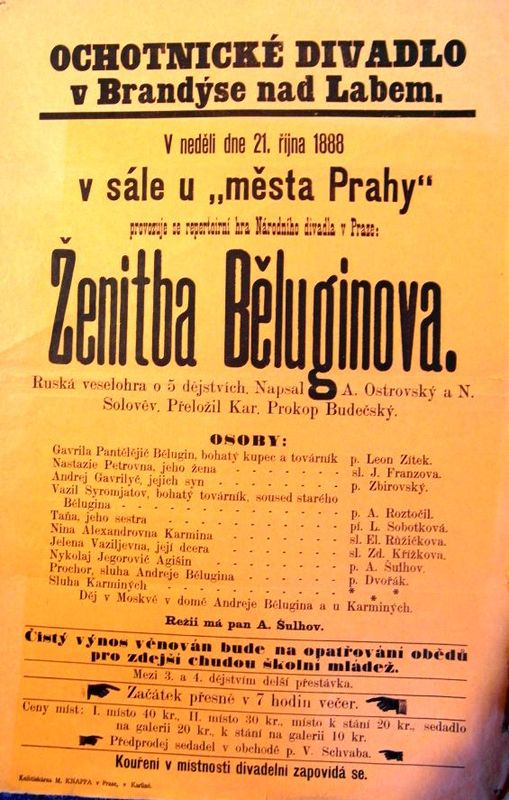 OCHOTNICKÉ DIVADLO
v Brandýse nad Labem.
V neděli dne 21. října 1888
v sále u „města Prahy“
provozuje se repertoirní hra Národního divadla v Praze:
Ženitba Běluginova.
Ruská veselohra o 5 dějstvích. Napsal A. Ostrovský a N.
Solověv. Přeložil Kar. Prokop Budečský.
OSOBY:
Gavrila Pantělějič Bělugin, bohatý kupec a továrník p. Leon Zítek.
Nastazie Petrovna, jeho žena - - - - - - sl. J. Franzova.
Andrej Gavrilyč, jejich syn - - - - - - p. Zbirovský.
Vazil Syromjatov, bohatý továrník, soused starého
Bělugina - - - - - - - - - - p. A. Roztočil.
Taňa, jeho sestra - - - - - - - - - pí. L. Sobotková.
Nina Alexandrovna Karmina - - - - - - sl. El. Růžičkova.
Jelena Vaziljevna, její dcera - - - - - - sl. Zd. Křížkova.
Nykolaj Jegorovič Agišin - - - - - - - p. A. Šulhov.
Prochor, sluha Andreje Bělugina - - - - - p. Dvořák.
Sluha Karminých - - - - - - - - * * *
Děj v Moskvě v domě Andreje Bělugina a u Karminých.
Režii má pan A. Šulhov.
Čistý výnos věnován bude na opatřování obědů
pro zdejší chudou školní mládež.
Mezi 3. a 4. dějstvím delší přestávka.
Začátek přesně v 7 hodin večer.
Ceny míst: I. místo 40 kr., II. místo 30 kr., místo k stání 20 kr., sedadlo
na galerii 20 kr., k stání na galerii 10 kr.
Předprodej sedadel v obchodě p. V. Schvaba.
Kouření v místnosti divadelní zapovídá se.
Knihtiskárna M. KNAPPA v Praze, v Karlíně.